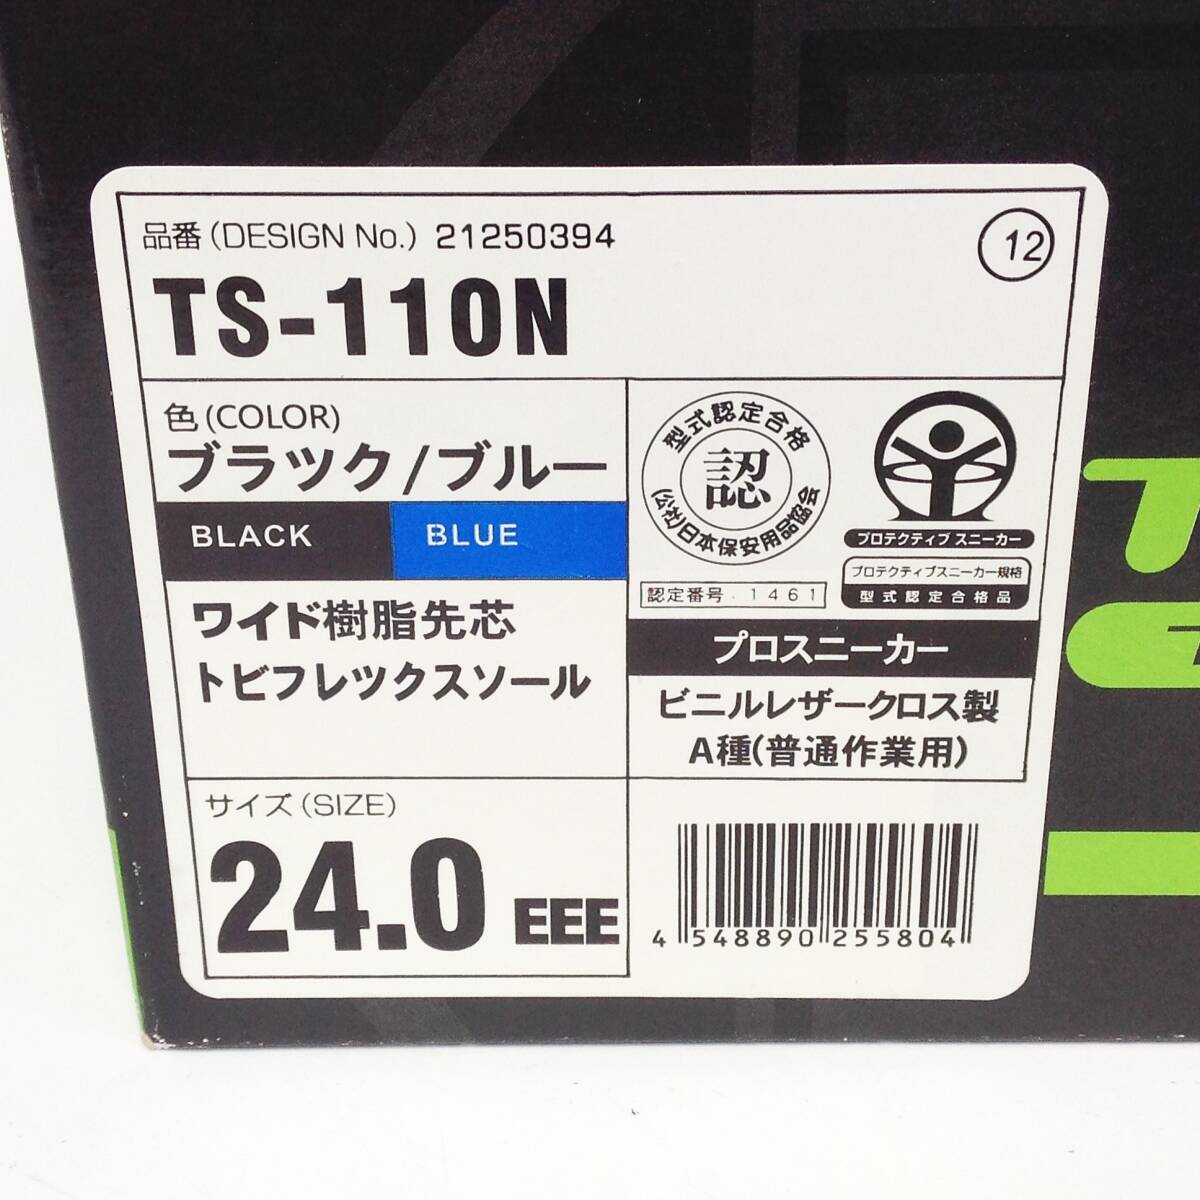 品番 (DESIGN No.) 21250394
12
TS-110N
色 (COLOR)
ブラック/ブルー
BLACK
BLUE
ワイド樹脂先芯
トビフレックスソール
型式認定合格
認
(公社)日本保安用品協会
認定番号 . 1461
プロテクティブ スニーカー
プロテクティブスニーカー規格
型式認定合格品
プロスニーカー
ビニルレザークロス製
A種(普通作業用)
サイズ (SIZE)
24.0 EEE
4 548890 255804